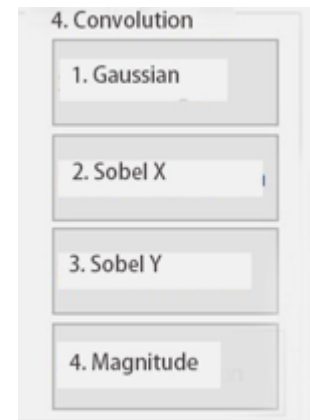 4. Convolution
1. Gaussian
2. Sobel X
3. Sobel Y
4. Magnitude